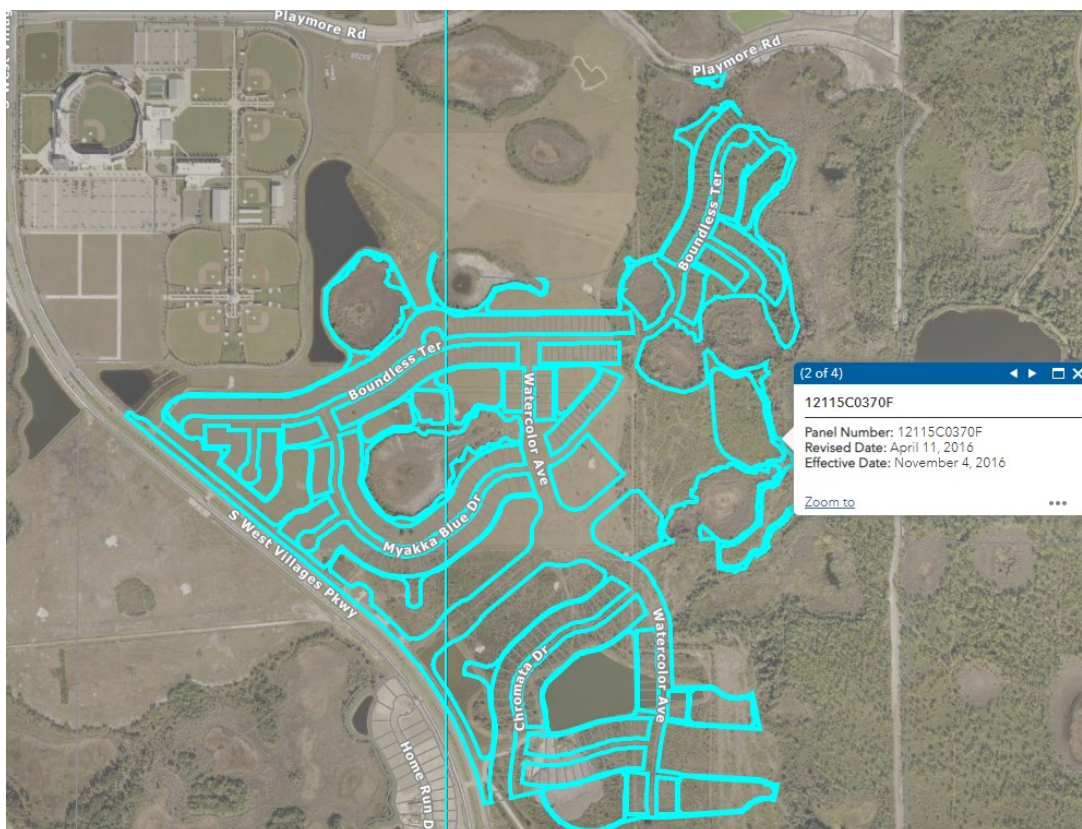 S West Villag
Playmore Rd
Playmore Rd
Boundless Ter
Boundless Ter
Watercolor Ave
(2 of 4)
12115C0370F
Panel Number: 12115C0370F
Revised Date: April 11, 2016
Effective Date: November 4, 2016
Zoom to
Myakka Blue Dr
S West Villages Pkwy
Watercolor Ave
Chromata Dr
Home Run D